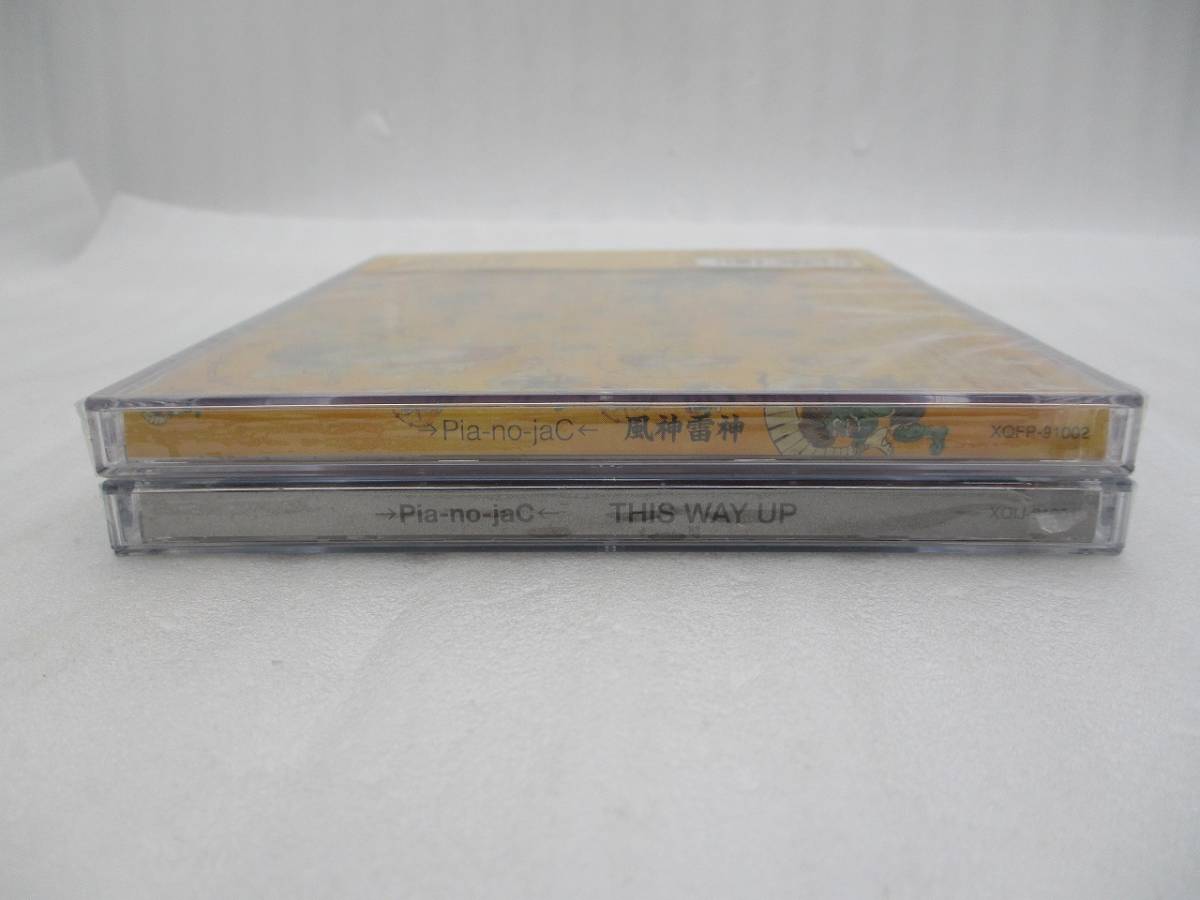 →Pia-no-jaC← 風神雷神 XQFP-91002
→Pia-no-jaC← THIS WAY UP